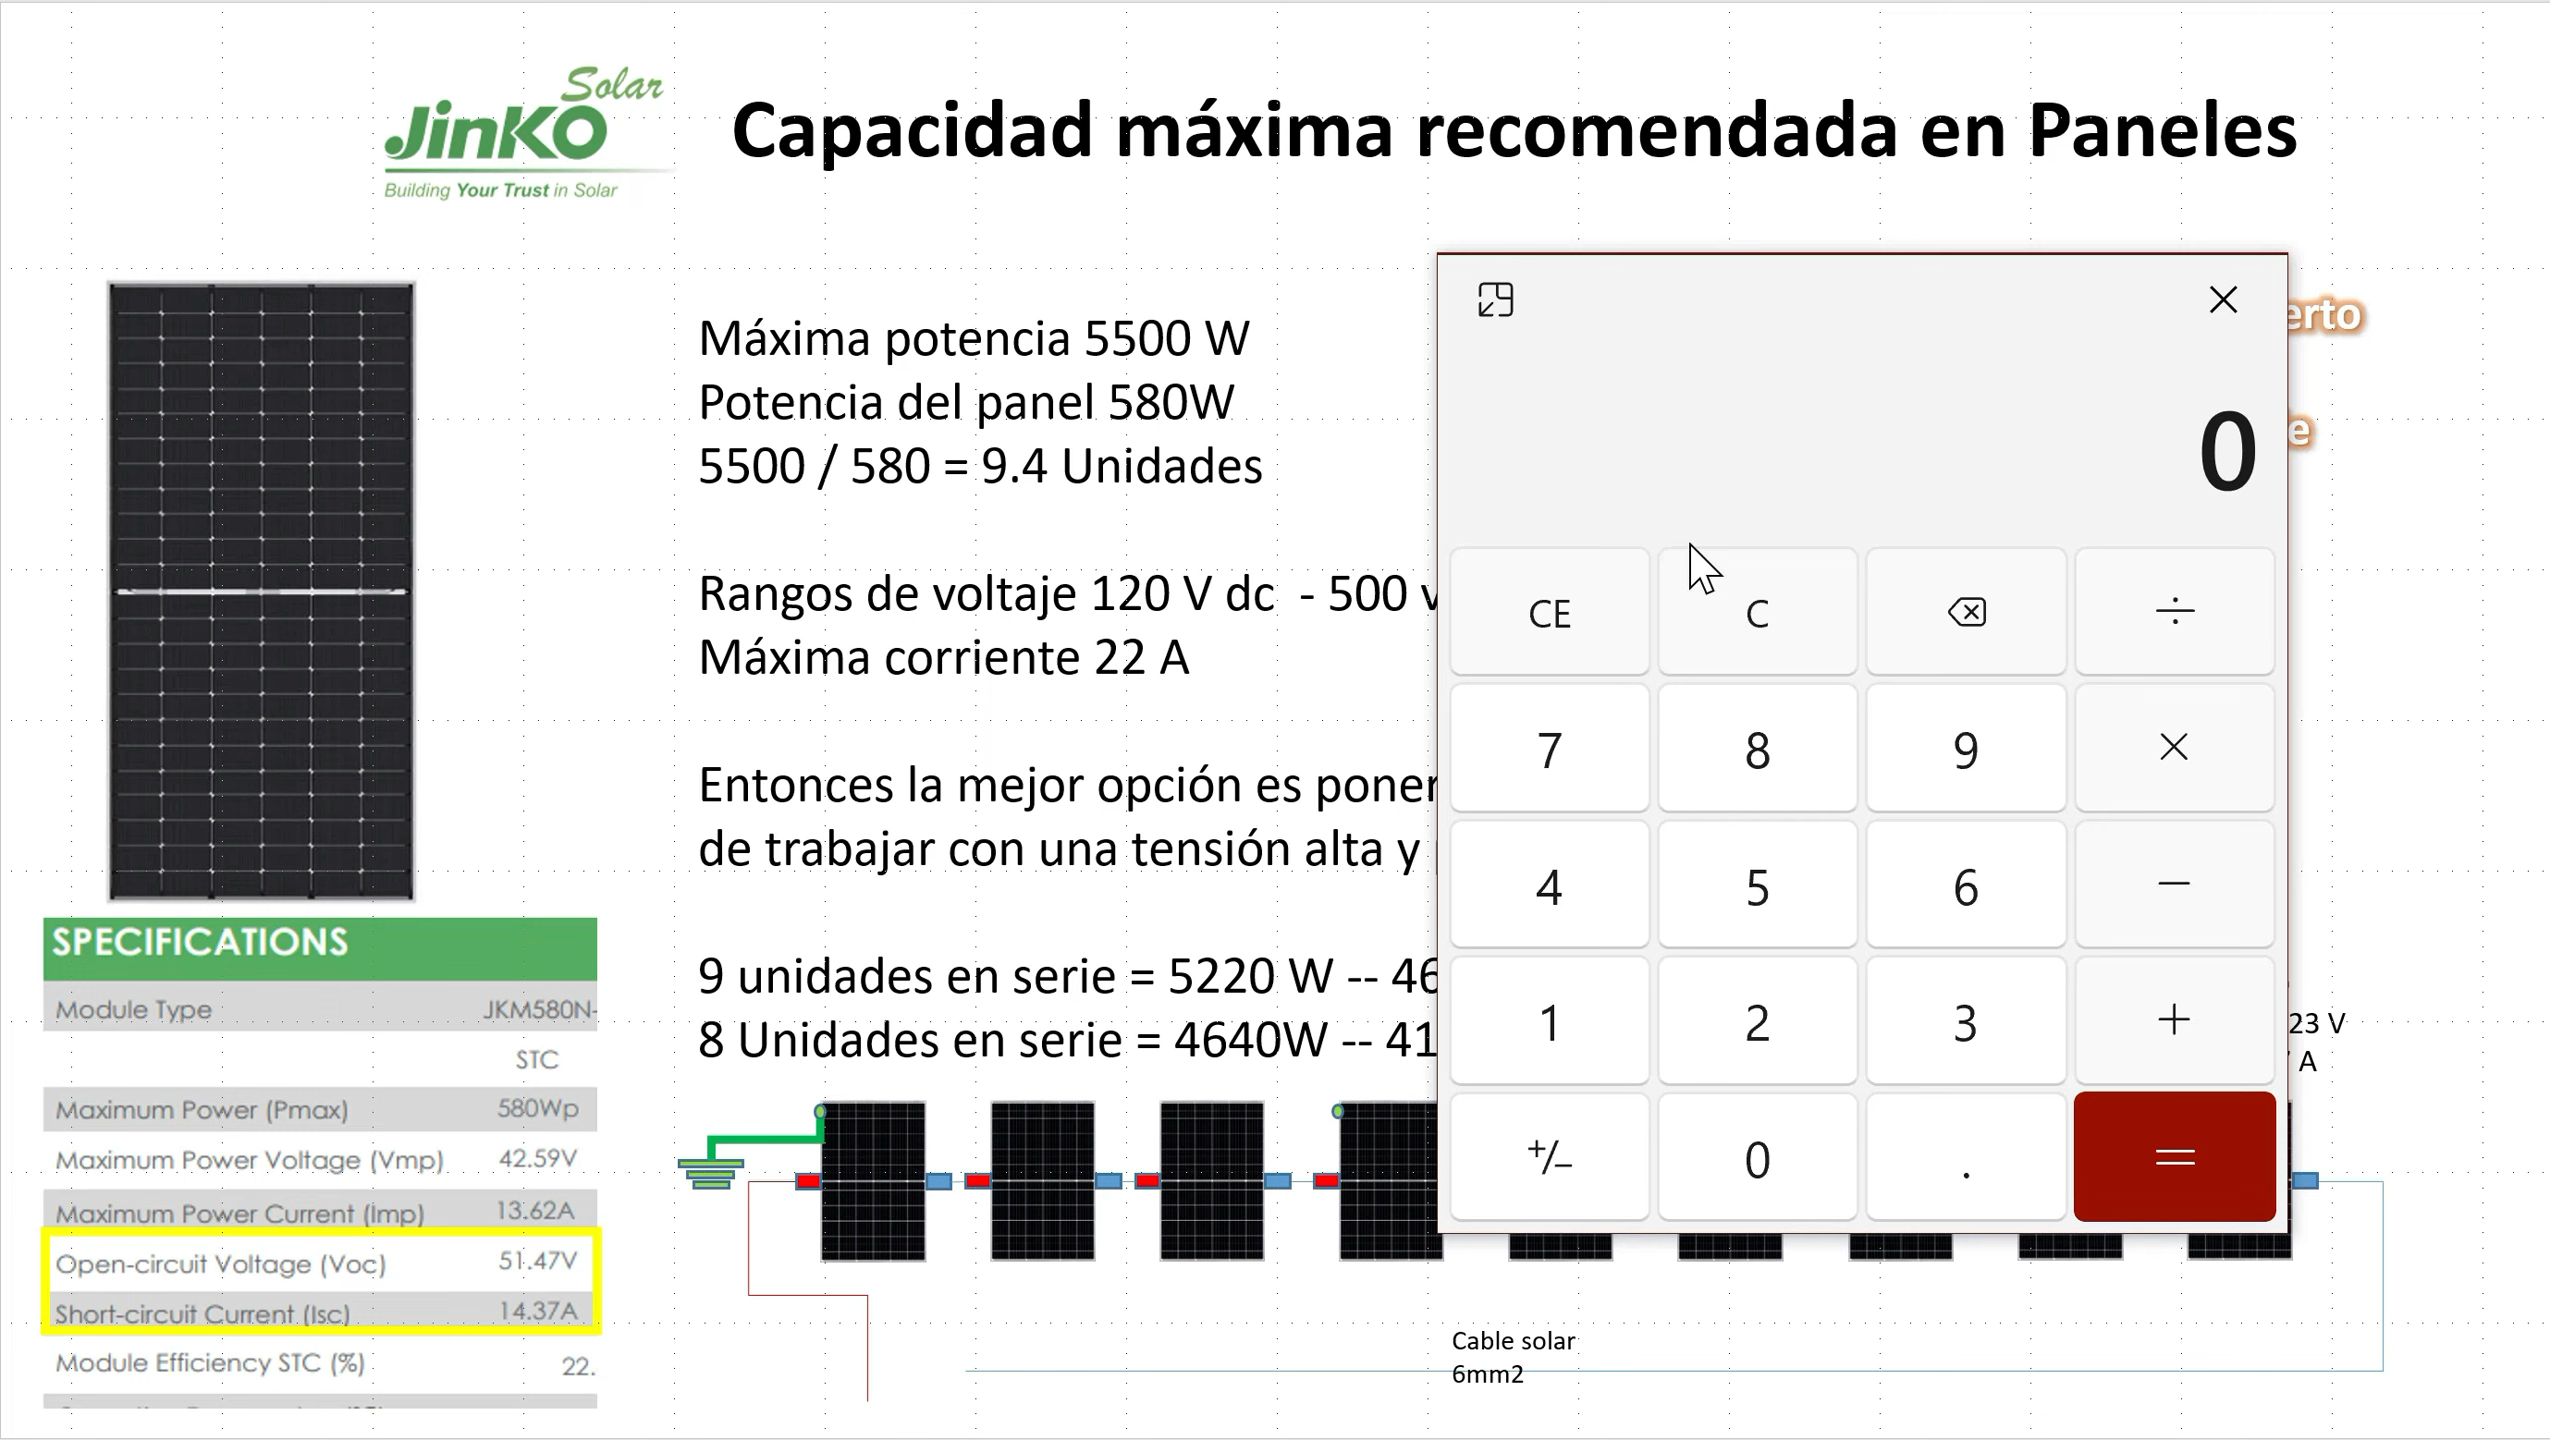 Solar
JinKO
Building Your Trust in Solar
Capacidad máxima recomendada en Paneles
Máxima potencia 5500 W
Potencia del panel 580W
5500 / 580 = 9.4 Unidades
Rangos de voltaje 120 V dc - 500 v
Máxima corriente 22 A
Entonces la mejor opción es poner
de trabajar con una tensión alta y
9 unidades en serie = 5220 W -- 46
8 Unidades en serie = 4640W -- 41
erto
e
0
CE C ÷
7 8 9 ×
4 5 6 −
1 2 3 +
+/− 0 . =
23 V
A
SPECIFICATIONS
Module Type JKM580N-
STC
Maximum Power (Pmax) 580Wp
Maximum Power Voltage (Vmp) 42.59V
Maximum Power Current (Imp) 13.62A
Open-circuit Voltage (Voc) 51.47V
Short-circuit Current (Isc) 14.37A
Module Efficiency STC (%) 22.
Cable solar
6mm2